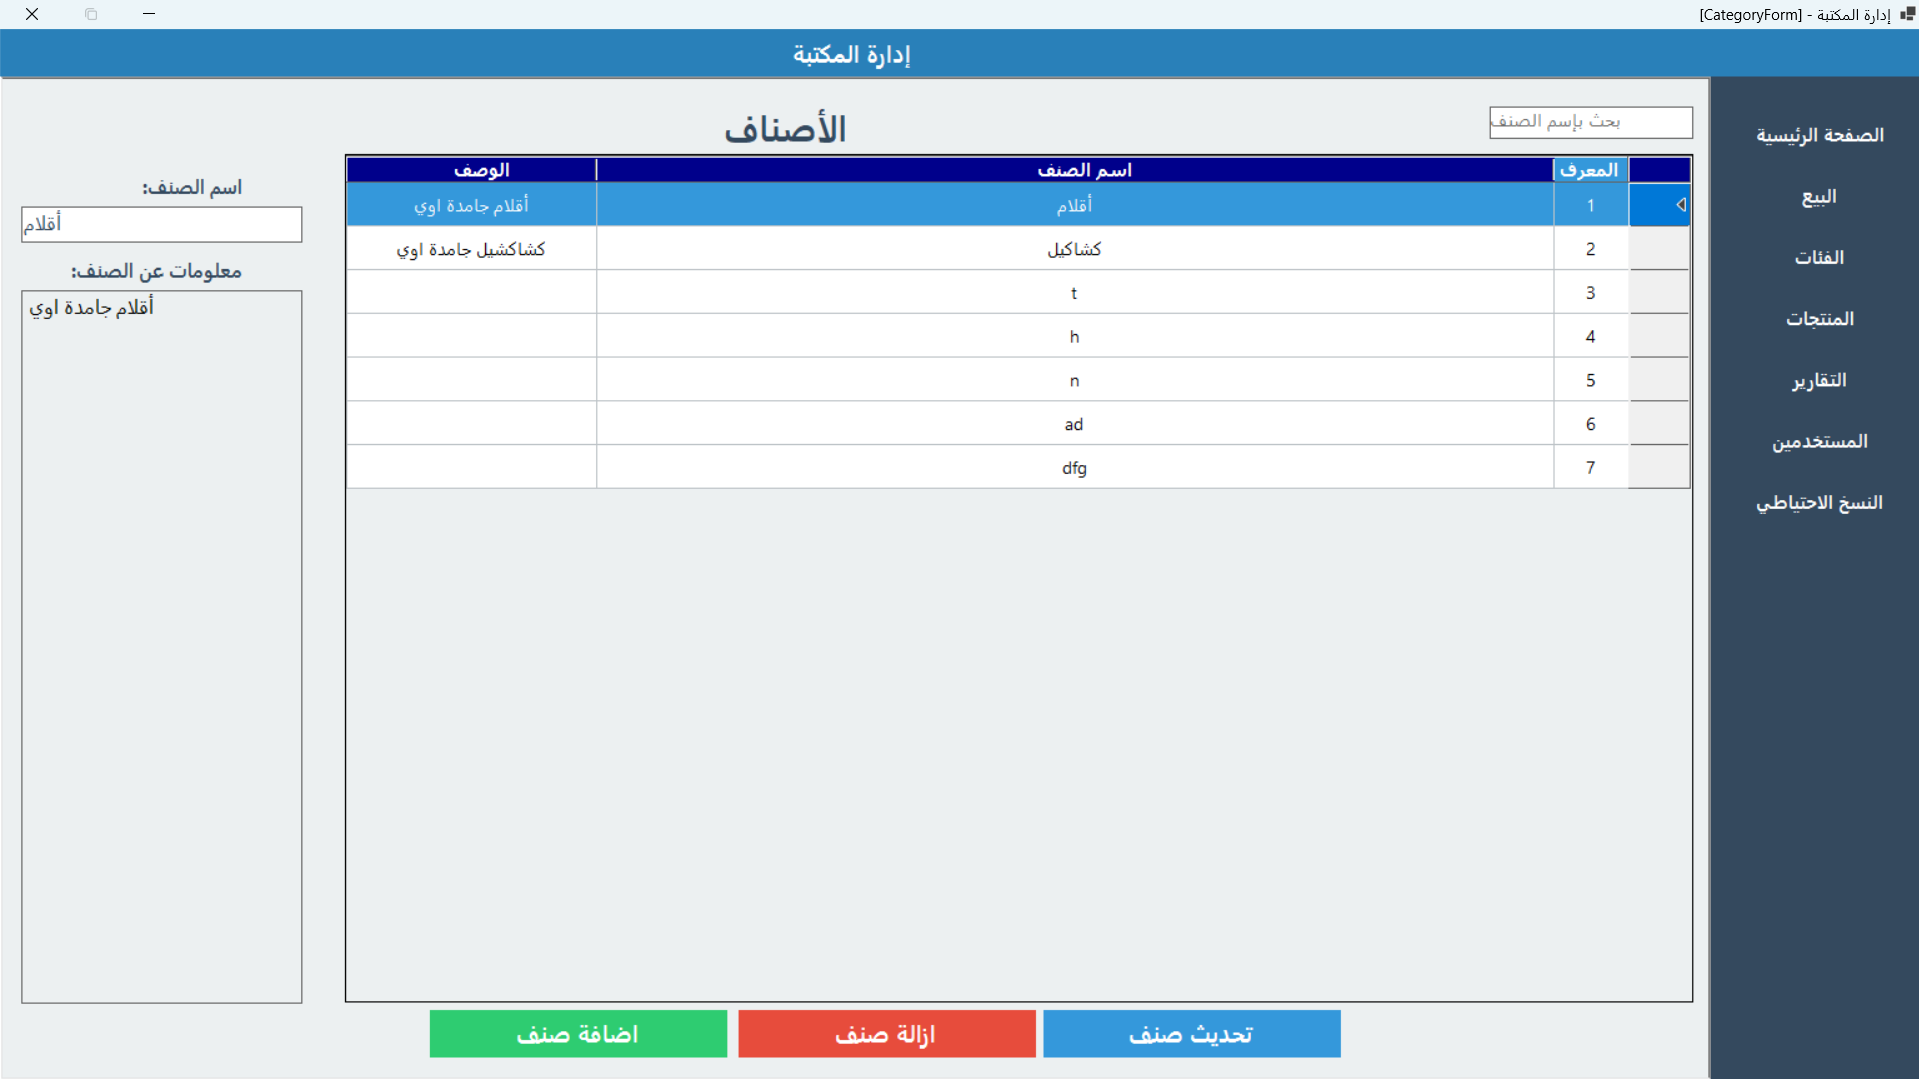 إدارة المكتبة - [CategoryForm]
إدارة المكتبة
الصفحة الرئيسية
البيع
الفئات
المنتجات
التقارير
المستخدمين
النسخ الاحتياطي
بحث بإسم الصنف
الأصناف
المعرف اسم الصنف الوصف
1 أقلام أقلام جامدة اوي
2 كشاكيل كشاكشيل جامدة اوي
3 t
4 h
5 n
6 ad
7 dfg
اسم الصنف:
أقلام
معلومات عن الصنف:
أقلام جامدة اوي
تحديث صنف
ازالة صنف
اضافة صنف